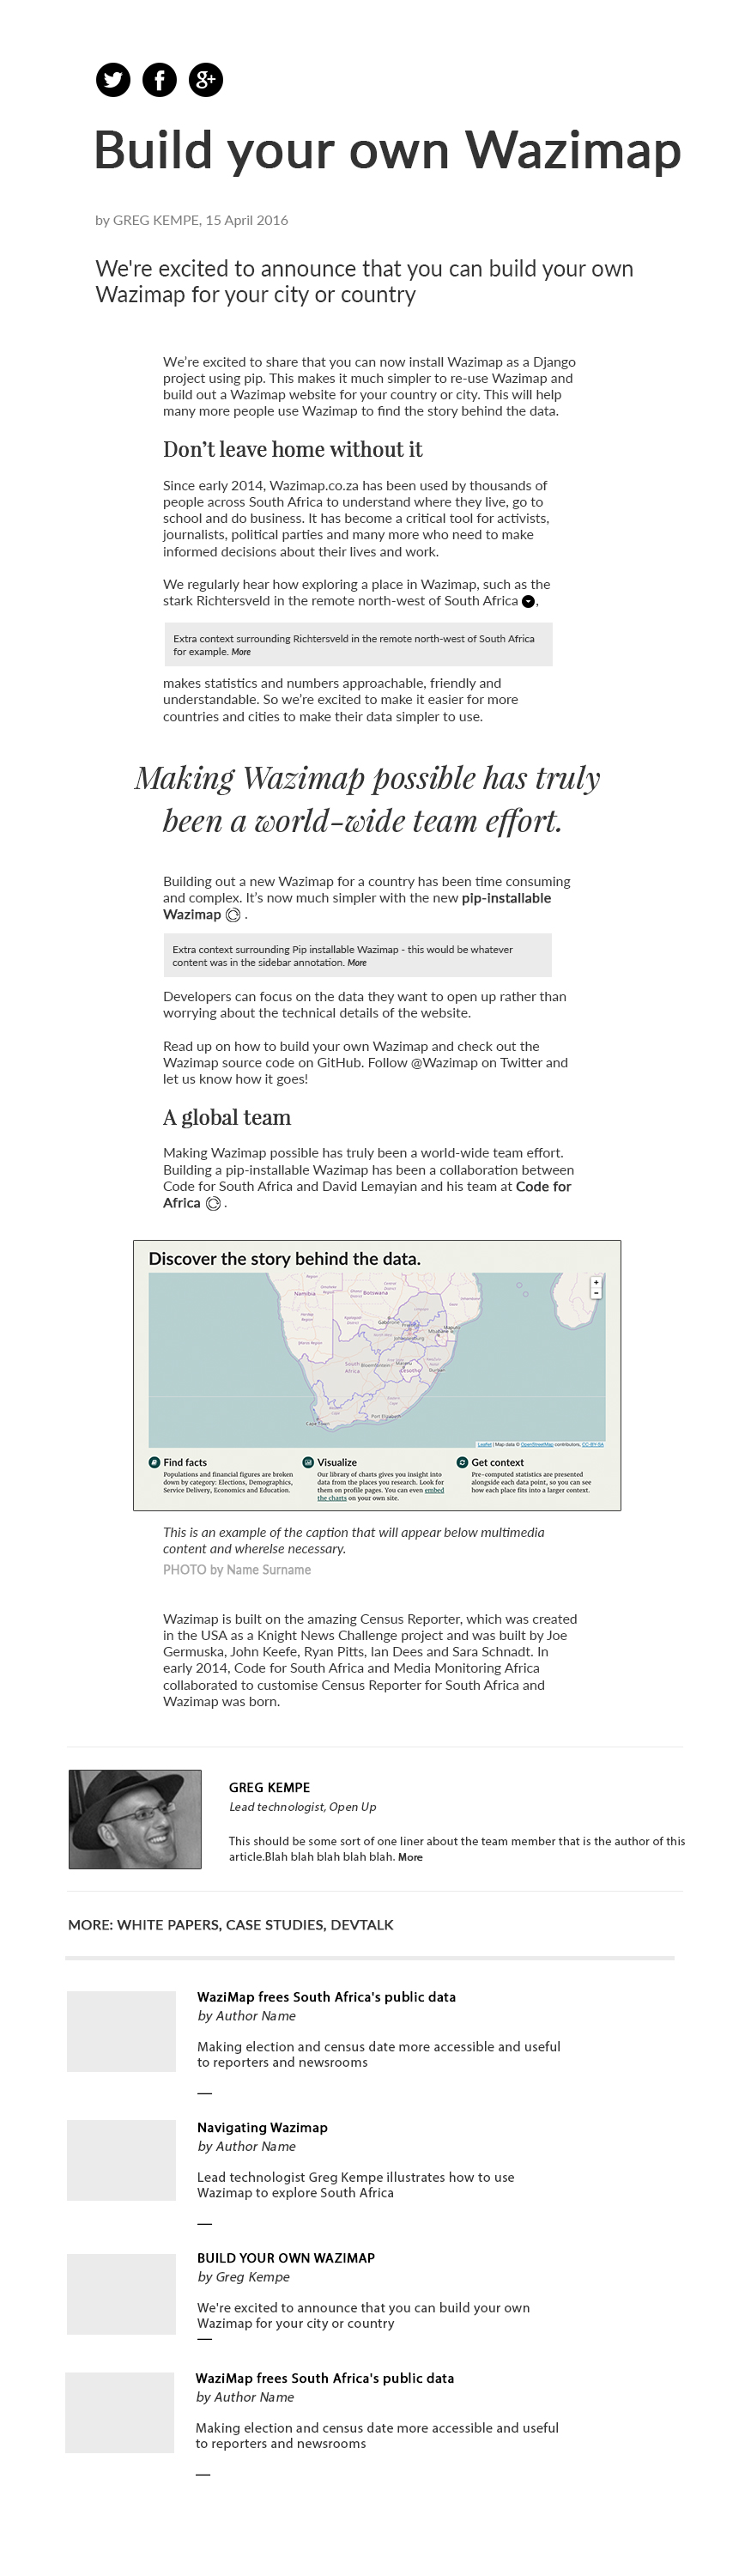 Build your own Wazimap
by GREG KEMPE, 15 April 2016
We're excited to announce that you can build your own
Wazimap for your city or country
We're excited to share that you can now install Wazimap as a Django
project using pip. This makes it much simpler to re-use Wazimap and
build out a Wazimap website for your country or city. This will help
many more people use Wazimap to find the story behind the data.
Don't leave home without it
Since early 2014, Wazimap.co.za has been used by thousands of
people across South Africa to understand where they live, go to
school and do business. It has become a critical tool for activists,
journalists, political parties and many more who need to make
informed decisions about their lives and work.
We regularly hear how exploring a place in Wazimap, such as the
stark Richtersveld in the remote north-west of South Africa ,
Extra context surrounding Richtersveld in the remote north-west of South Africa
for example. More
makes statistics and numbers approachable, friendly and
understandable. So we're excited to make it easier for more
countries and cities to make their data simpler to use.
Making Wazimap possible has truly
been a world-wide team effort.
Building out a new Wazimap for a country has been time consuming
and complex. It's now much simpler with the new pip-installable
Wazimap .
Extra context surrounding Pip installable Wazimap - this would be whatever
content was in the sidebar annotation. More
Developers can focus on the data they want to open up rather than
worrying about the technical details of the website.
Read up on how to build your own Wazimap and check out the
Wazimap source code on GitHub. Follow @Wazimap on Twitter and
let us know how it goes!
A global team
Making Wazimap possible has truly been a world-wide team effort.
Building a pip-installable Wazimap has been a collaboration between
Code for South Africa and David Lemayian and his team at Code for
Africa .
Discover the story behind the data.
+
-
Namibia
Botswana
Gaborone
Johannesburg
Mbabane
Maputo
South
Africa
Bloemfontein
Maseru
Lesotho
Durban
Cape Town
Port Elizabeth
Leaflet | Map data © OpenStreetMap contributors, CC-BY-SA
Find facts
Populations and financial figures are broken
down by category: Elections, Demographics,
Service Delivery, Economics and Education.
Visualize
Our library of charts gives you insight into
data from the places you research. Look for
them on profile pages. You can even embed
the charts on your own site.
Get context
Pre-computed statistics are presented
alongside each data point, so you can see
how each place fits into a larger context.
This is an example of the caption that will appear below multimedia
content and wherelse necessary.
PHOTO by Name Surname
Wazimap is built on the amazing Census Reporter, which was created
in the USA as a Knight News Challenge project and was built by Joe
Germuska, John Keefe, Ryan Pitts, Ian Dees and Sara Schnadt. In
early 2014, Code for South Africa and Media Monitoring Africa
collaborated to customise Census Reporter for South Africa and
Wazimap was born.
GREG KEMPE
Lead technologist, Open Up
This should be some sort of one liner about the team member that is the author of this
article.Blah blah blah blah blah. More
MORE: WHITE PAPERS, CASE STUDIES, DEVTALK
WaziMap frees South Africa's public data
by Author Name
Making election and census date more accessible and useful
to reporters and newsrooms
—
Navigating Wazimap
by Author Name
Lead technologist Greg Kempe illustrates how to use
Wazimap to explore South Africa
—
BUILD YOUR OWN WAZIMAP
by Greg Kempe
We're excited to announce that you can build your own
Wazimap for your city or country
—
WaziMap frees South Africa's public data
by Author Name
Making election and census date more accessible and useful
to reporters and newsrooms
—